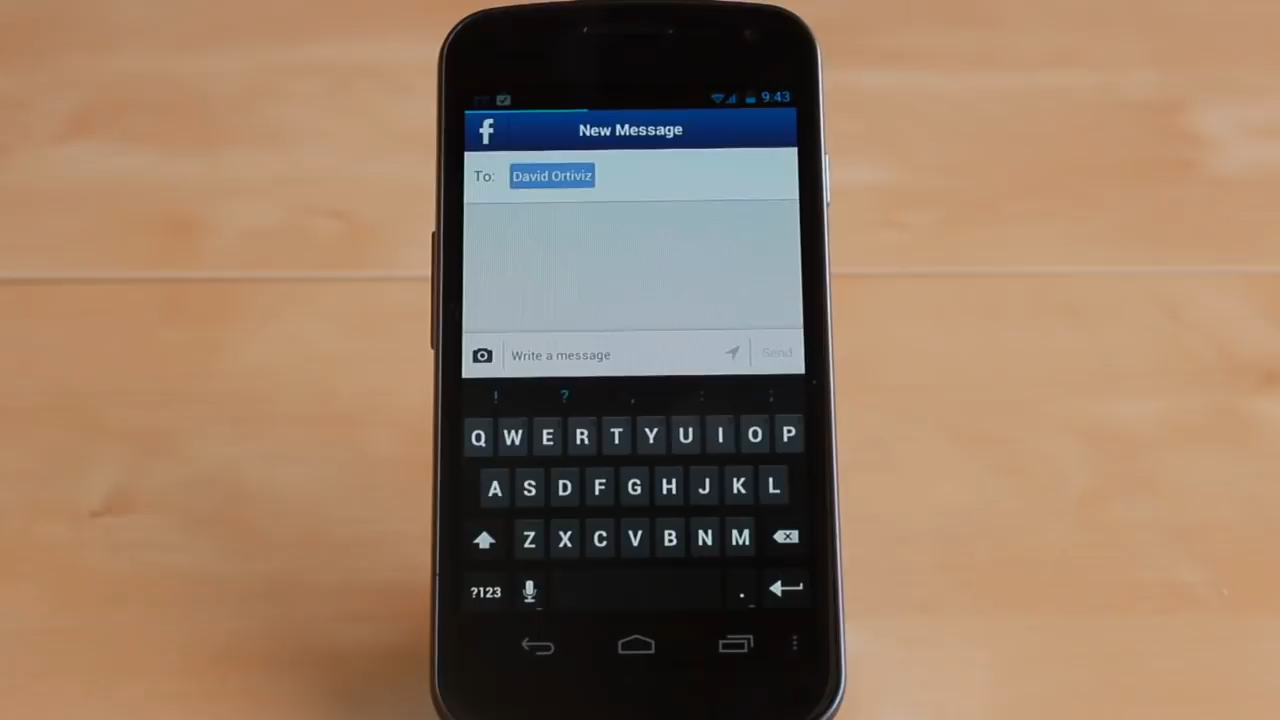 9:43
f New Message
To: David Ortiviz
Write a message Send
! ? , : ;
Q W E R T Y U I O P
A S D F G H J K L
Z X C V B N M
?123 .